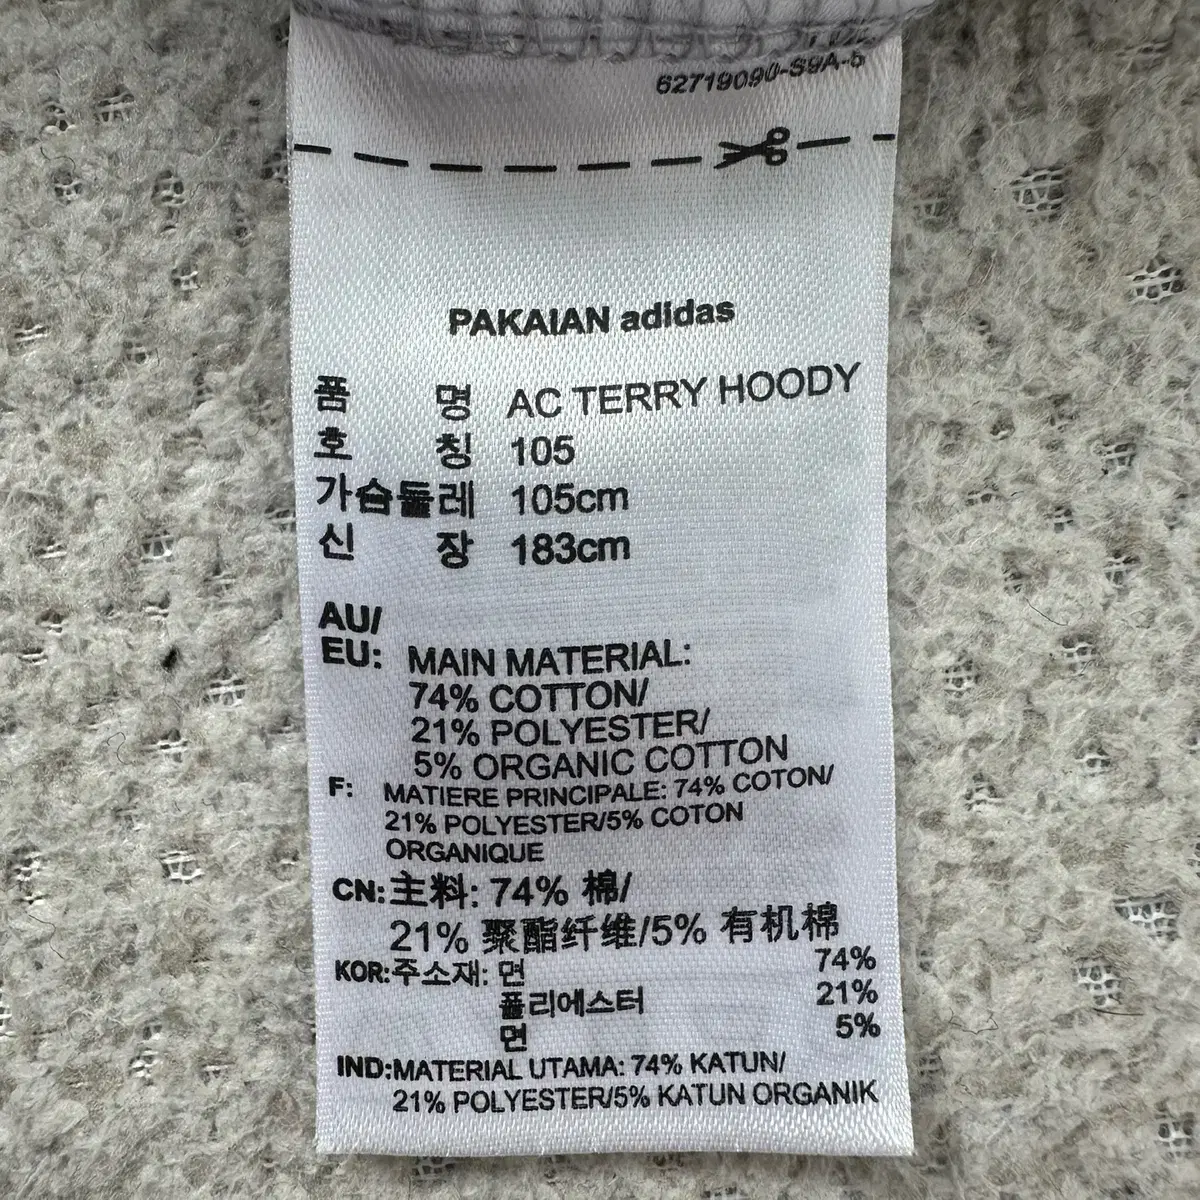 62719090-S9A-5
PAKAIAN adidas
품 명 AC TERRY HOODY
호 칭 105
가슴둘레 105cm
신 장 183cm
AU/
EU: MAIN MATERIAL:
74% COTTON/
21% POLYESTER/
5% ORGANIC COTTON
F: MATIERE PRINCIPALE: 74% COTON/
21% POLYESTER/5% COTON
ORGANIQUE
CN:主料: 74% 棉/
21% 聚酯纤维/5% 有机棉
KOR:주소재: 면 74%
폴리에스터 21%
면 5%
IND:MATERIAL UTAMA: 74% KATUN/
21% POLYESTER/5% KATUN ORGANIK